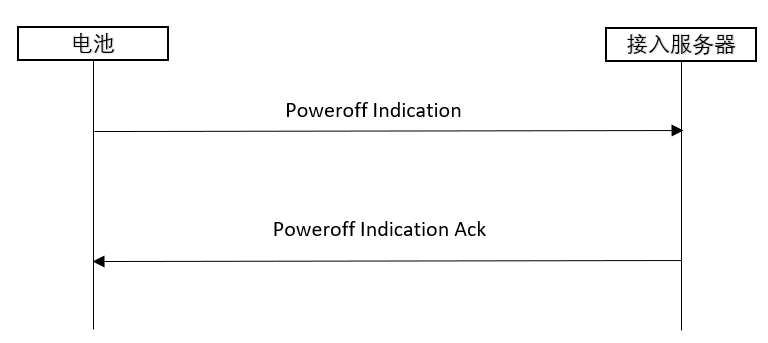 电池
接入服务器
Poweroff Indication
Poweroff Indication Ack